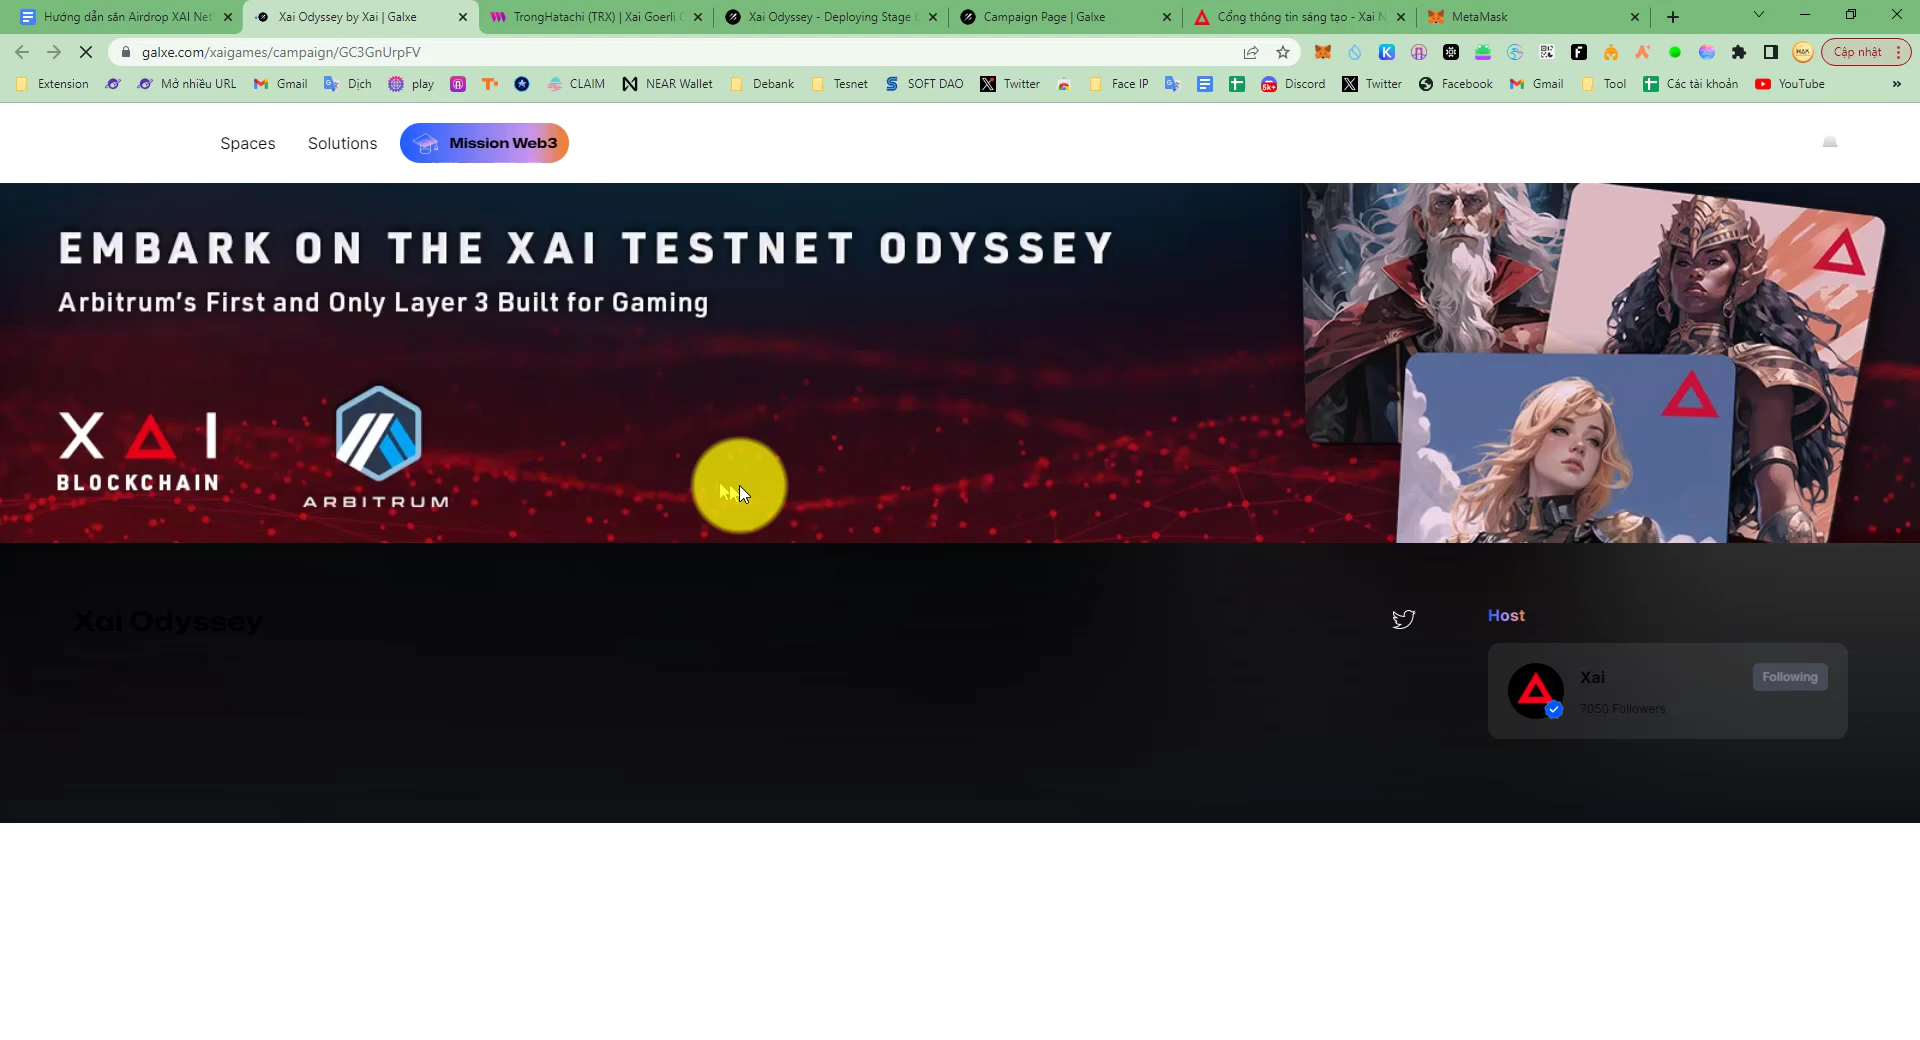 Hướng dẫn săn Airdrop XAI Net
Xai Odyssey by Xai | Galxe
TrongHatachi (TRX) | Xai Goerli
Xai Odyssey - Deploying Stage
Campaign Page | Galxe
Cổng thông tin sáng tạo - Xai N
MetaMask
galxe.com/xaigames/campaign/GC3GnUrpFV
Cập nhật
Extension
Mở nhiều URL
Gmail
Dịch
play
CLAIM
NEAR Wallet
Debank
Tesnet
SOFT DAO
Twitter
Face IP
5k+
Discord
Twitter
Facebook
Gmail
Tool
Các tài khoản
YouTube
Spaces
Solutions
Mission Web3
EMBARK ON THE XAI TESTNET ODYSSEY
Arbitrum's First and Only Layer 3 Built for Gaming
XAI
BLOCKCHAIN
ARBITRUM
Xai Odyssey
Host
Xai
Following
7050 Followers